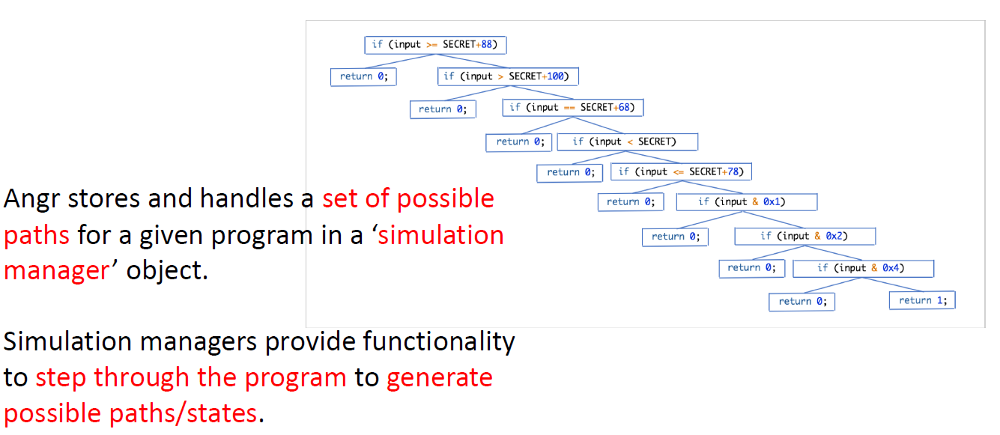 if (input >= SECRET+88)
return 0;
if (input > SECRET+100)
return 0;
if (input == SECRET+68)
return 0;
if (input < SECRET)
return 0;
if (input <= SECRET+78)
return 0;
if (input & 0x1)
return 0;
if (input & 0x2)
return 0;
if (input & 0x4)
return 0;
return 1;
Angr stores and handles a set of possible
paths for a given program in a ‘simulation
manager’ object.
Simulation managers provide functionality
to step through the program to generate
possible paths/states.